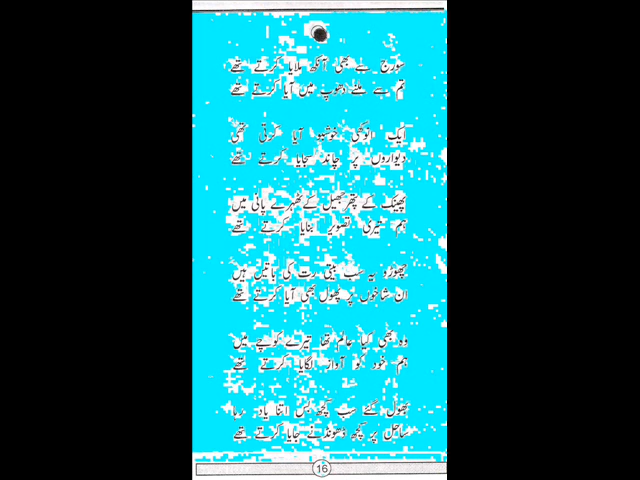 سورج سے بھی آنکھ ملایا کرتے تھے
تم سے ملنے دھوپ میں آیا کرتے تھے
ایک انوکھی خوشبو آیا کرتی تھی
دیواروں پر چاند سجایا کرتے تھے
پھینک کے پتھر جھیل کے ٹھہرے پانی میں
ہم تیری تصویر بنایا کرتے تھے
چھوڑو یہ سب بیتی رت کی باتیں ہیں
ان شاخوں پر پھول بھی آیا کرتے تھے
وہ بھی کیا عالم تھا تیرے کوچے میں
ہم خود کو آواز لگایا کرتے تھے
بھول گئے سب کچھ بس اتنا یاد رہا
ساحل پر کچھ ڈھونڈنے جایا کرتے تھے
16